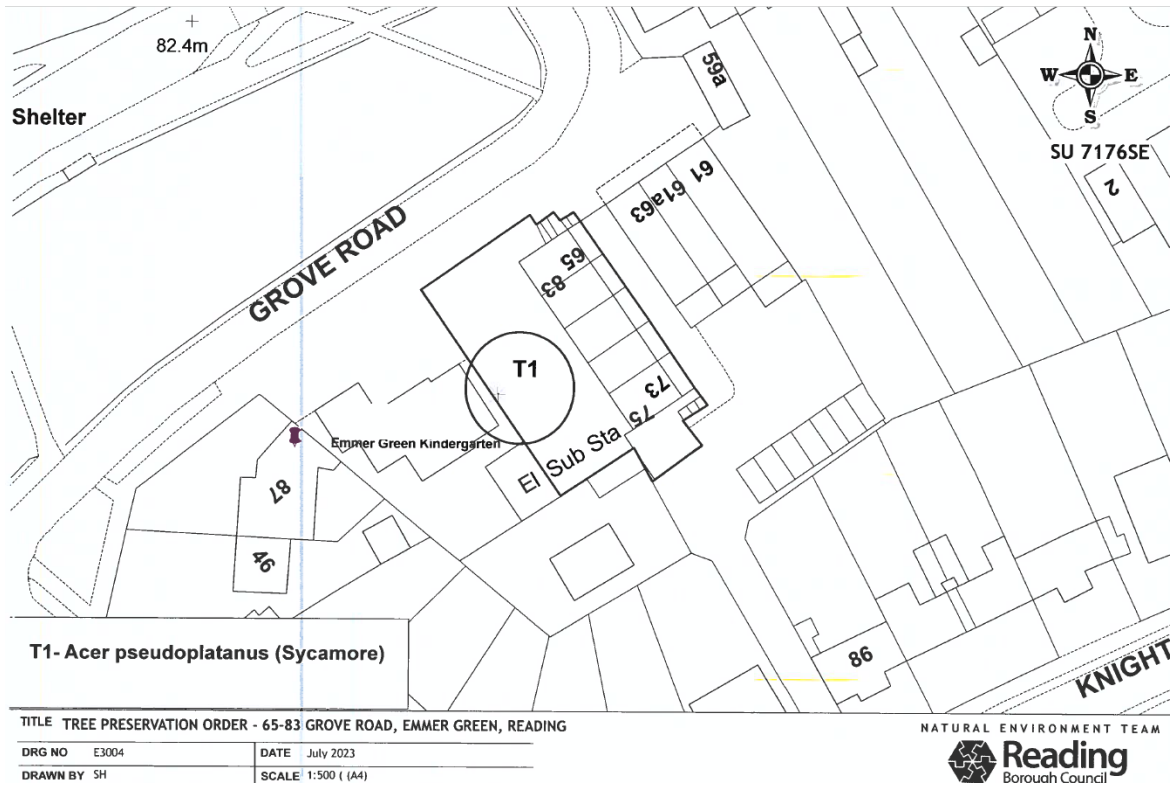 82.4m
Shelter
59a
N
W E
S
SU 7176SE
2
61
61a
63
GROVE ROAD
65
83
T1
73
75
Emmer Green Kindergarten
El Sub Sta
87
46
98
KNIGHT
T1- Acer pseudoplatanus (Sycamore)
TITLE TREE PRESERVATION ORDER - 65-83 GROVE ROAD, EMMER GREEN, READING
DRG NO E3004 DATE July 2023
DRAWN BY SH SCALE 1:500 ( (A4)
NATURAL ENVIRONMENT TEAM
Reading
Borough Council